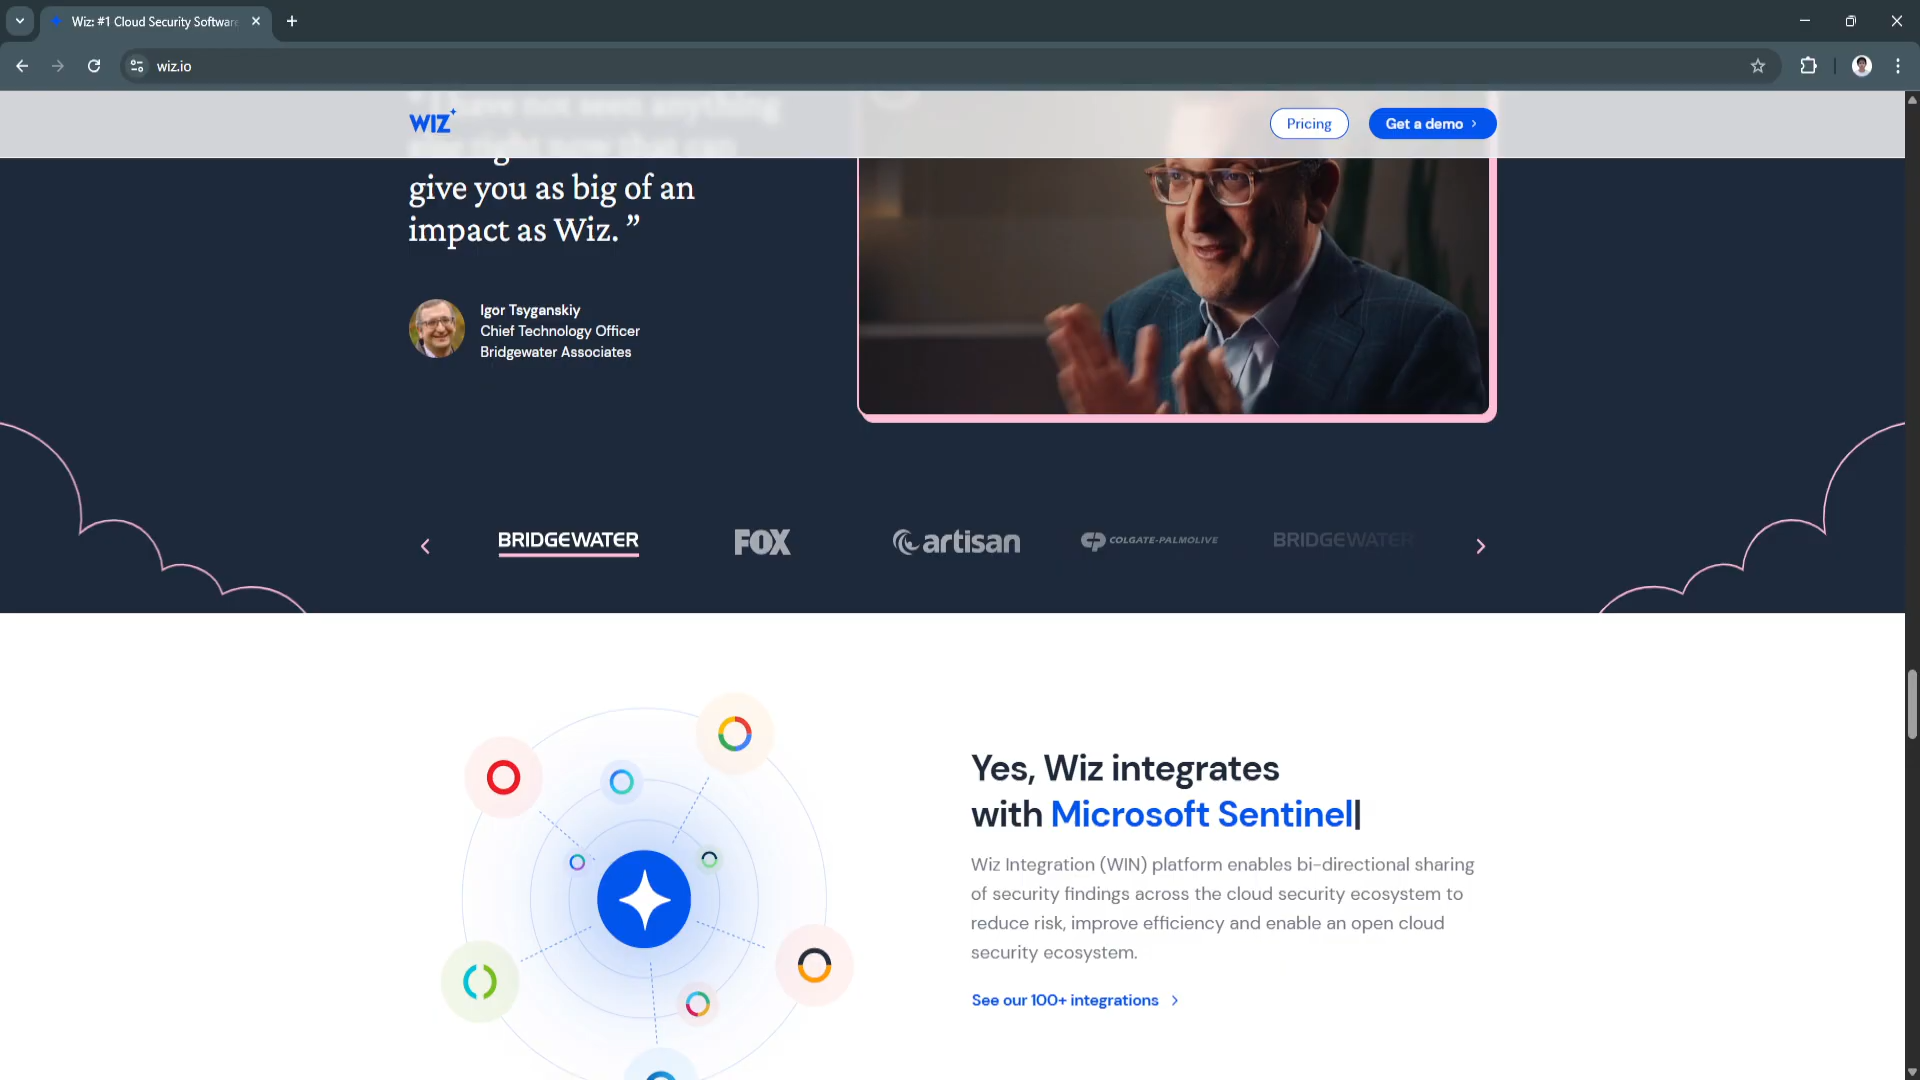 Wiz: #1 Cloud Security Software
wiz.io
WIZ
Pricing
Get a demo
give you as big of an
impact as Wiz. ”
Igor Tsyganskiy
Chief Technology Officer
Bridgewater Associates
BRIDGEWATER
FOX
artisan
COLGATE-PALMOLIVE
BRIDGEWATER
Yes, Wiz integrates
with Microsoft Sentinel|
Wiz Integration (WIN) platform enables bi-directional sharing
of security findings across the cloud security ecosystem to
reduce risk, improve efficiency and enable an open cloud
security ecosystem.
See our 100+ integrations